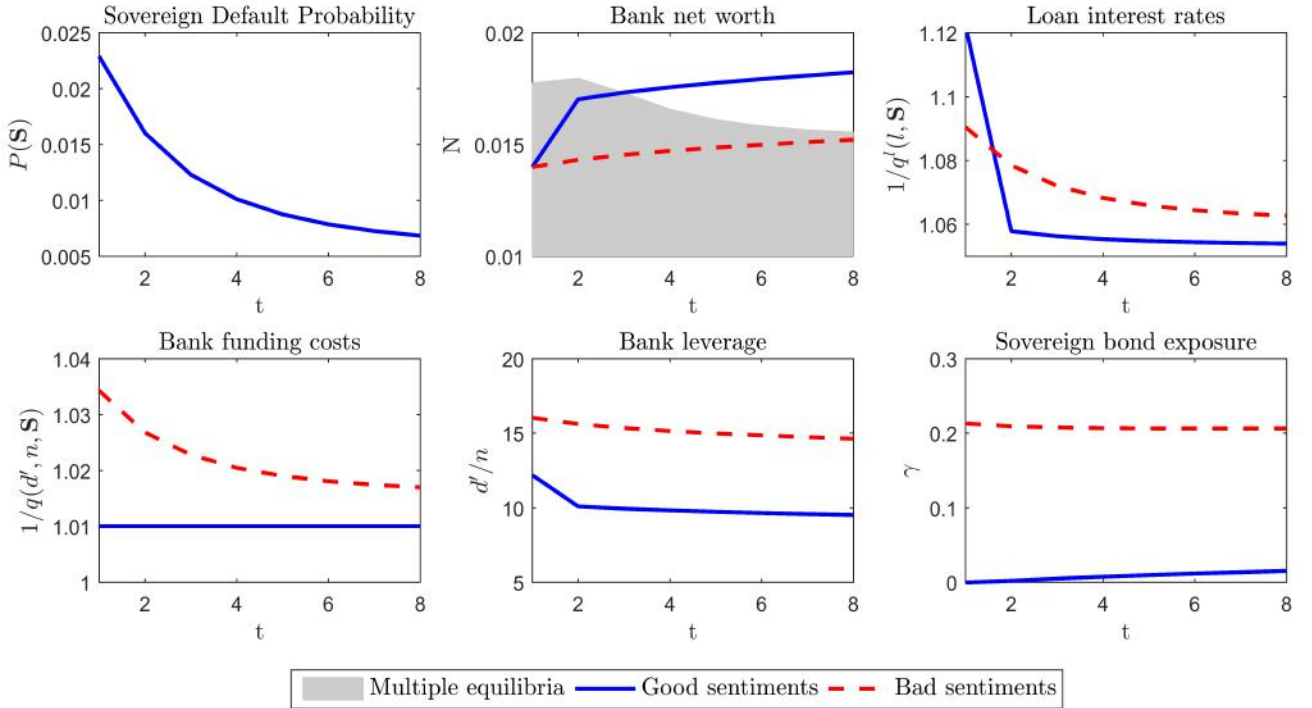 Sovereign Default Probability
0.025
0.02
0.015
0.01
0.005
P(S)
2 4 6 8
t
Bank net worth
0.02
0.015
0.01
N
2 4 6 8
t
Loan interest rates
1.12
1.1
1.08
1.06
1/q^l(l, S)
2 4 6 8
t
Bank funding costs
1.04
1.03
1.02
1.01
1
1/q(d', n, S)
2 4 6 8
t
Bank leverage
20
15
10
5
d'/n
2 4 6 8
t
Sovereign bond exposure
0.3
0.2
0.1
0
γ
2 4 6 8
t
Multiple equilibria Good sentiments Bad sentiments